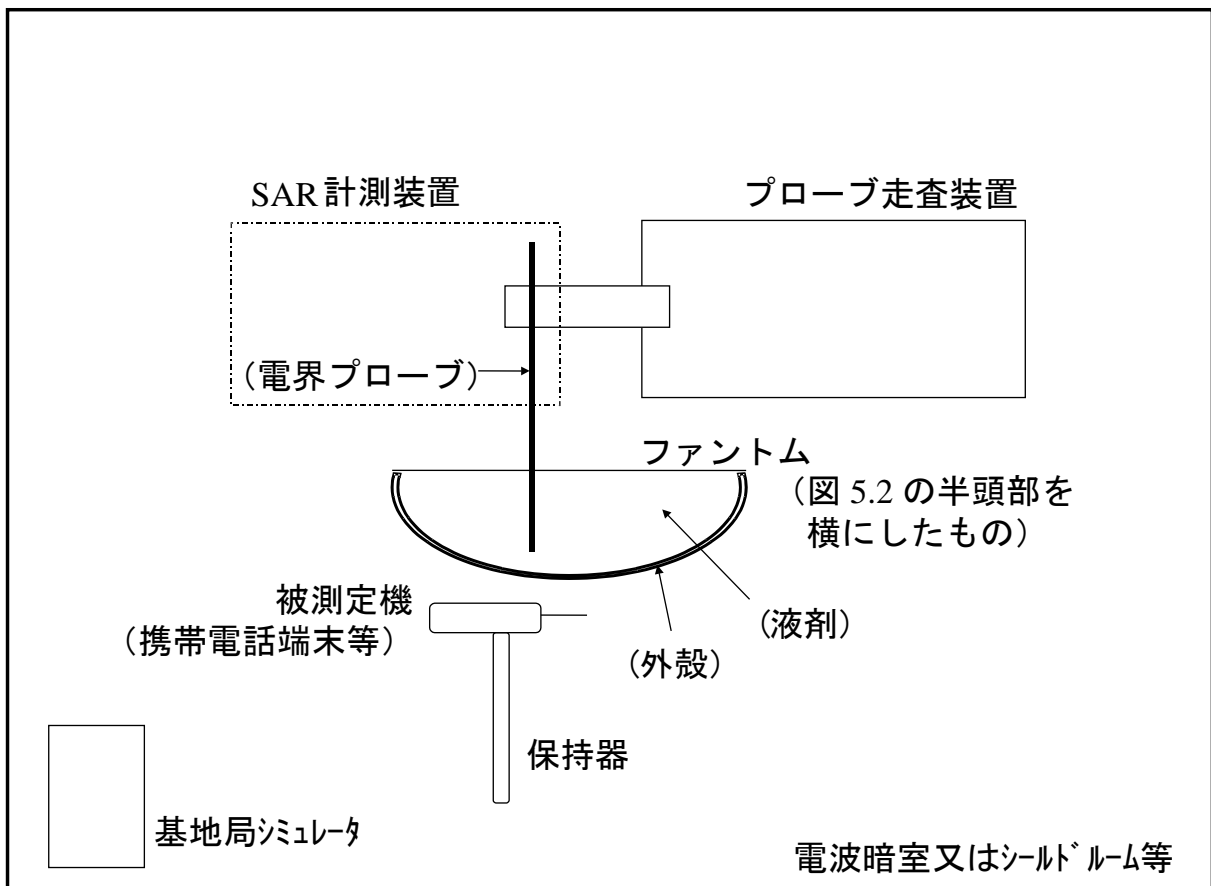 SAR計測装置
プローブ走査装置
(電界プローブ)
ファントム
(図 5.2 の半頭部を
横にしたもの)
被測定機
(携帯電話端末等)
(液剤)
(外殻)
保持器
基地局ｼﾐｭﾚｰﾀ
電波暗室又はｼｰﾙﾄﾞﾙｰﾑ等